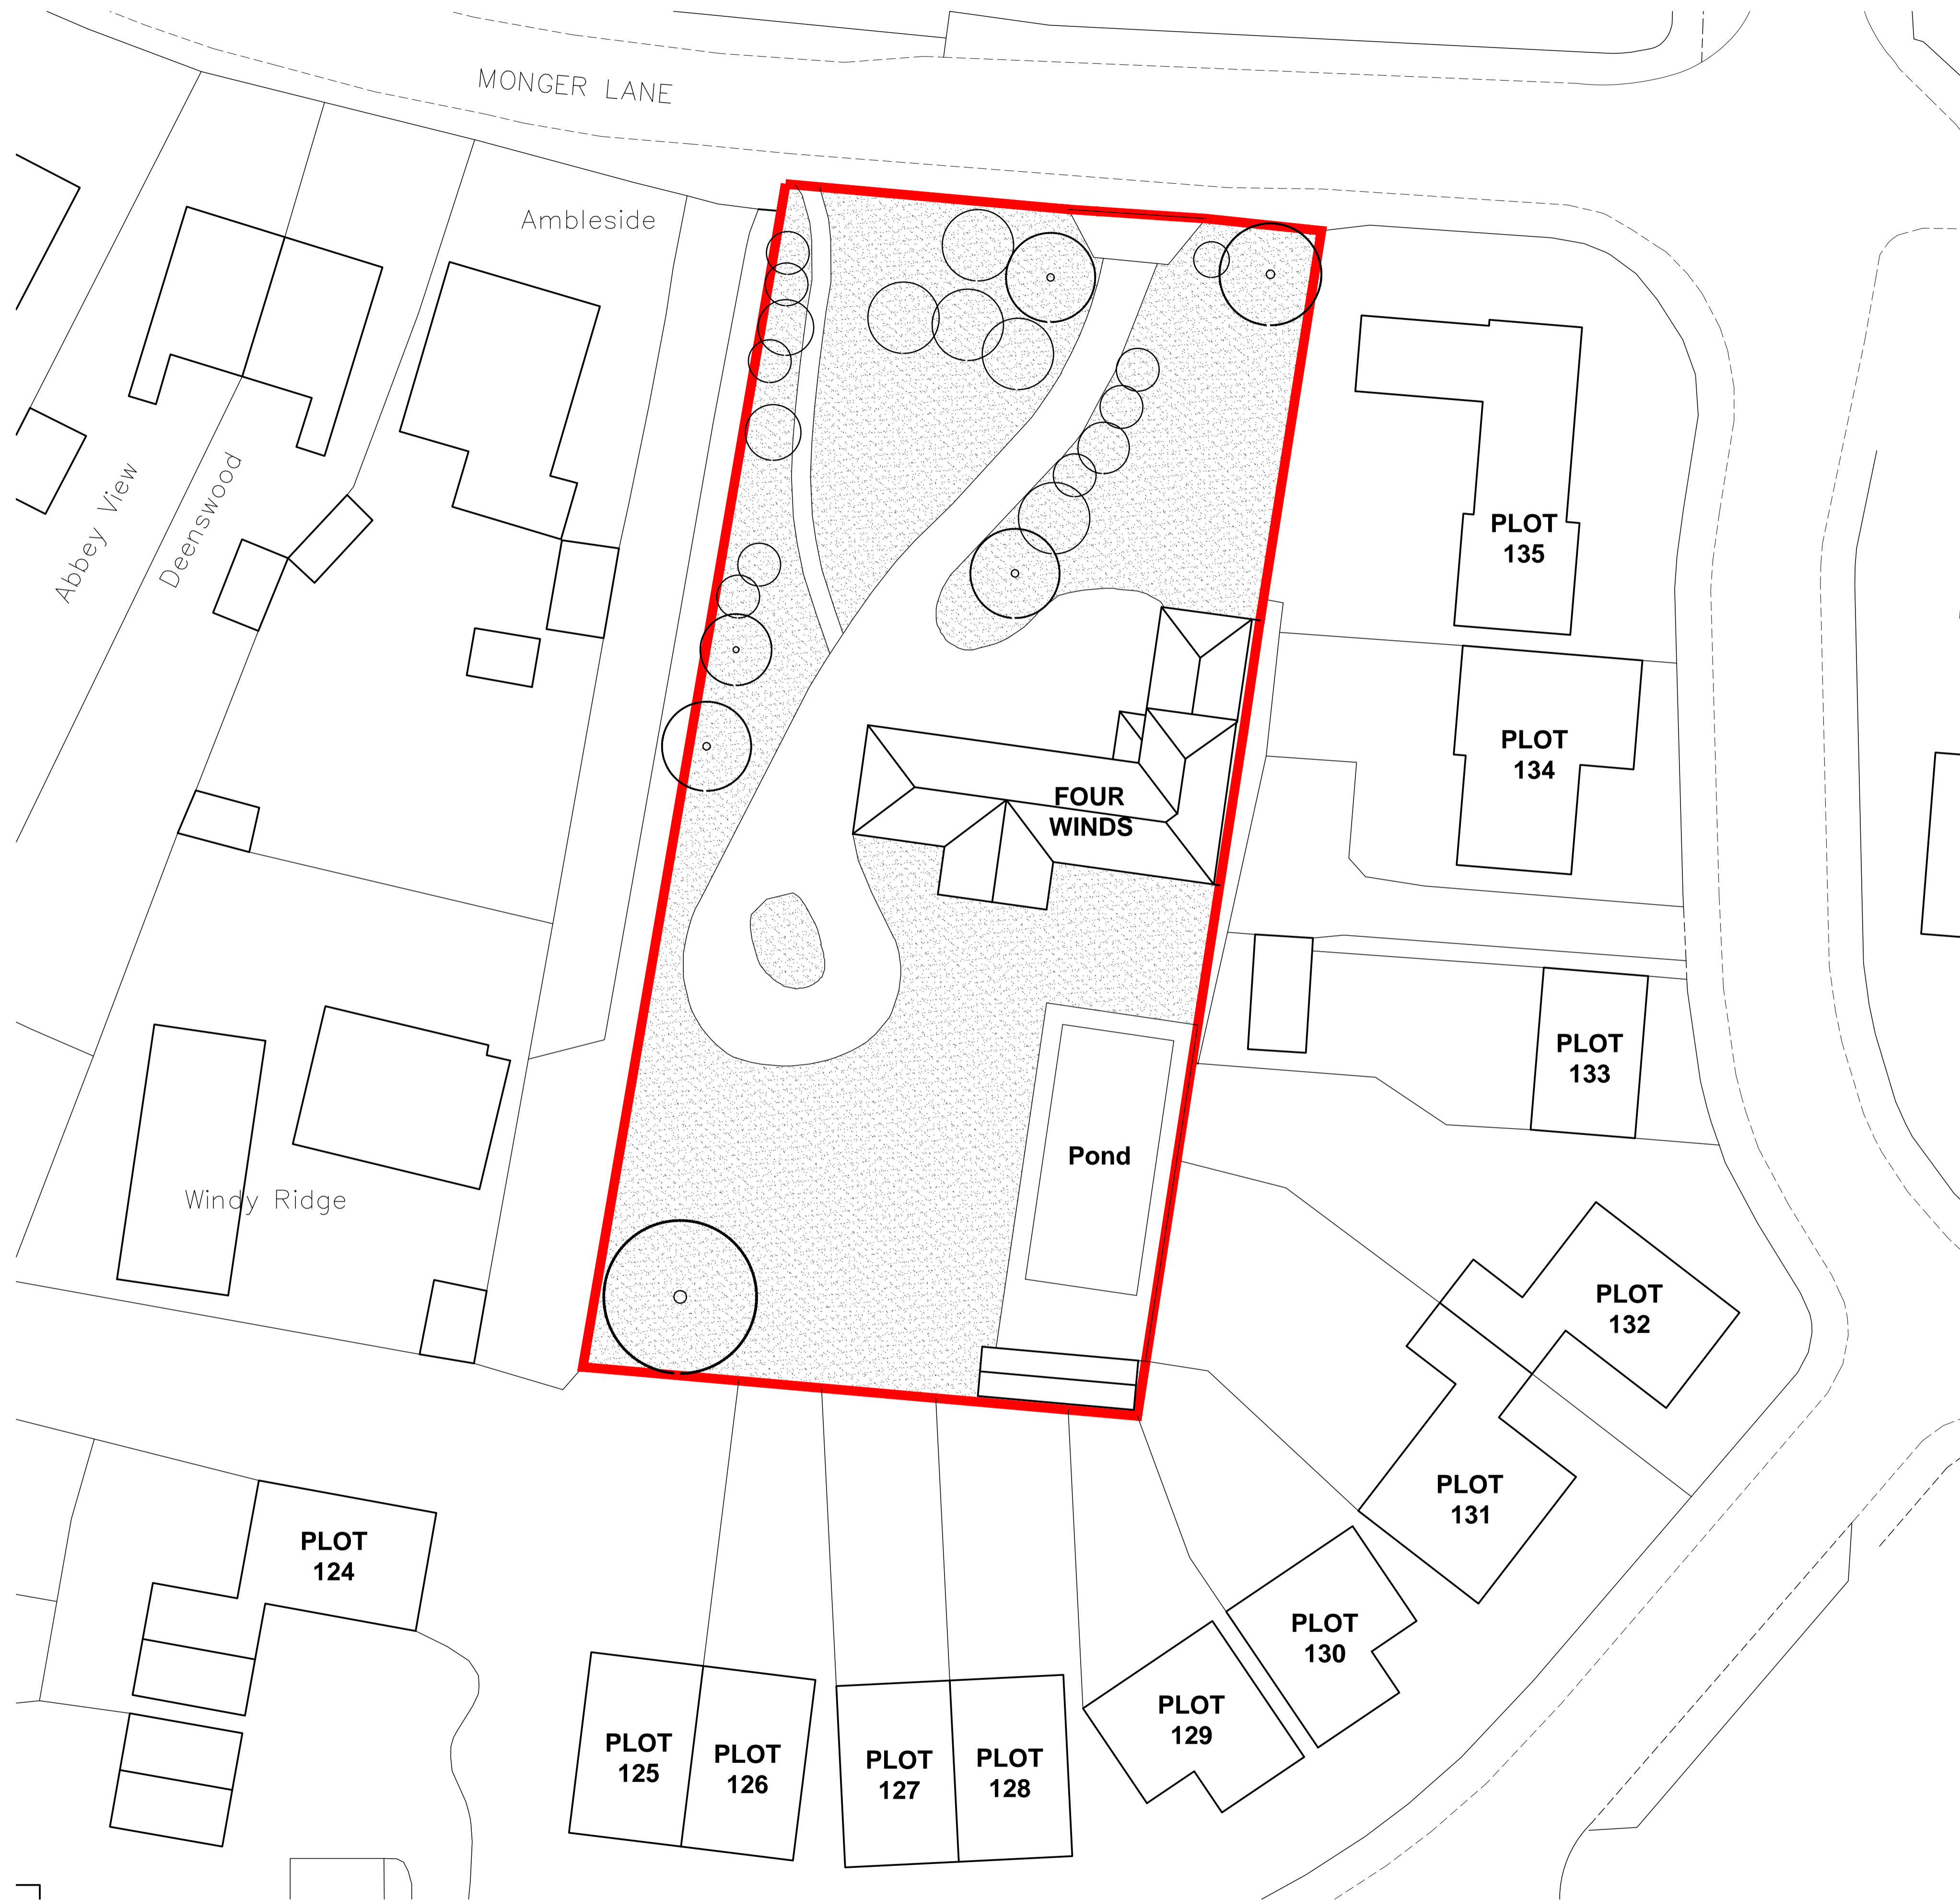 MONGER LANE
Ambleside
Abbey View
Deenswood
PLOT
135
PLOT
134
FOUR
WINDS
PLOT
133
Pond
Windy Ridge
PLOT
132
PLOT
131
PLOT
124
PLOT
130
PLOT
129
PLOT
125
PLOT
126
PLOT
127
PLOT
128